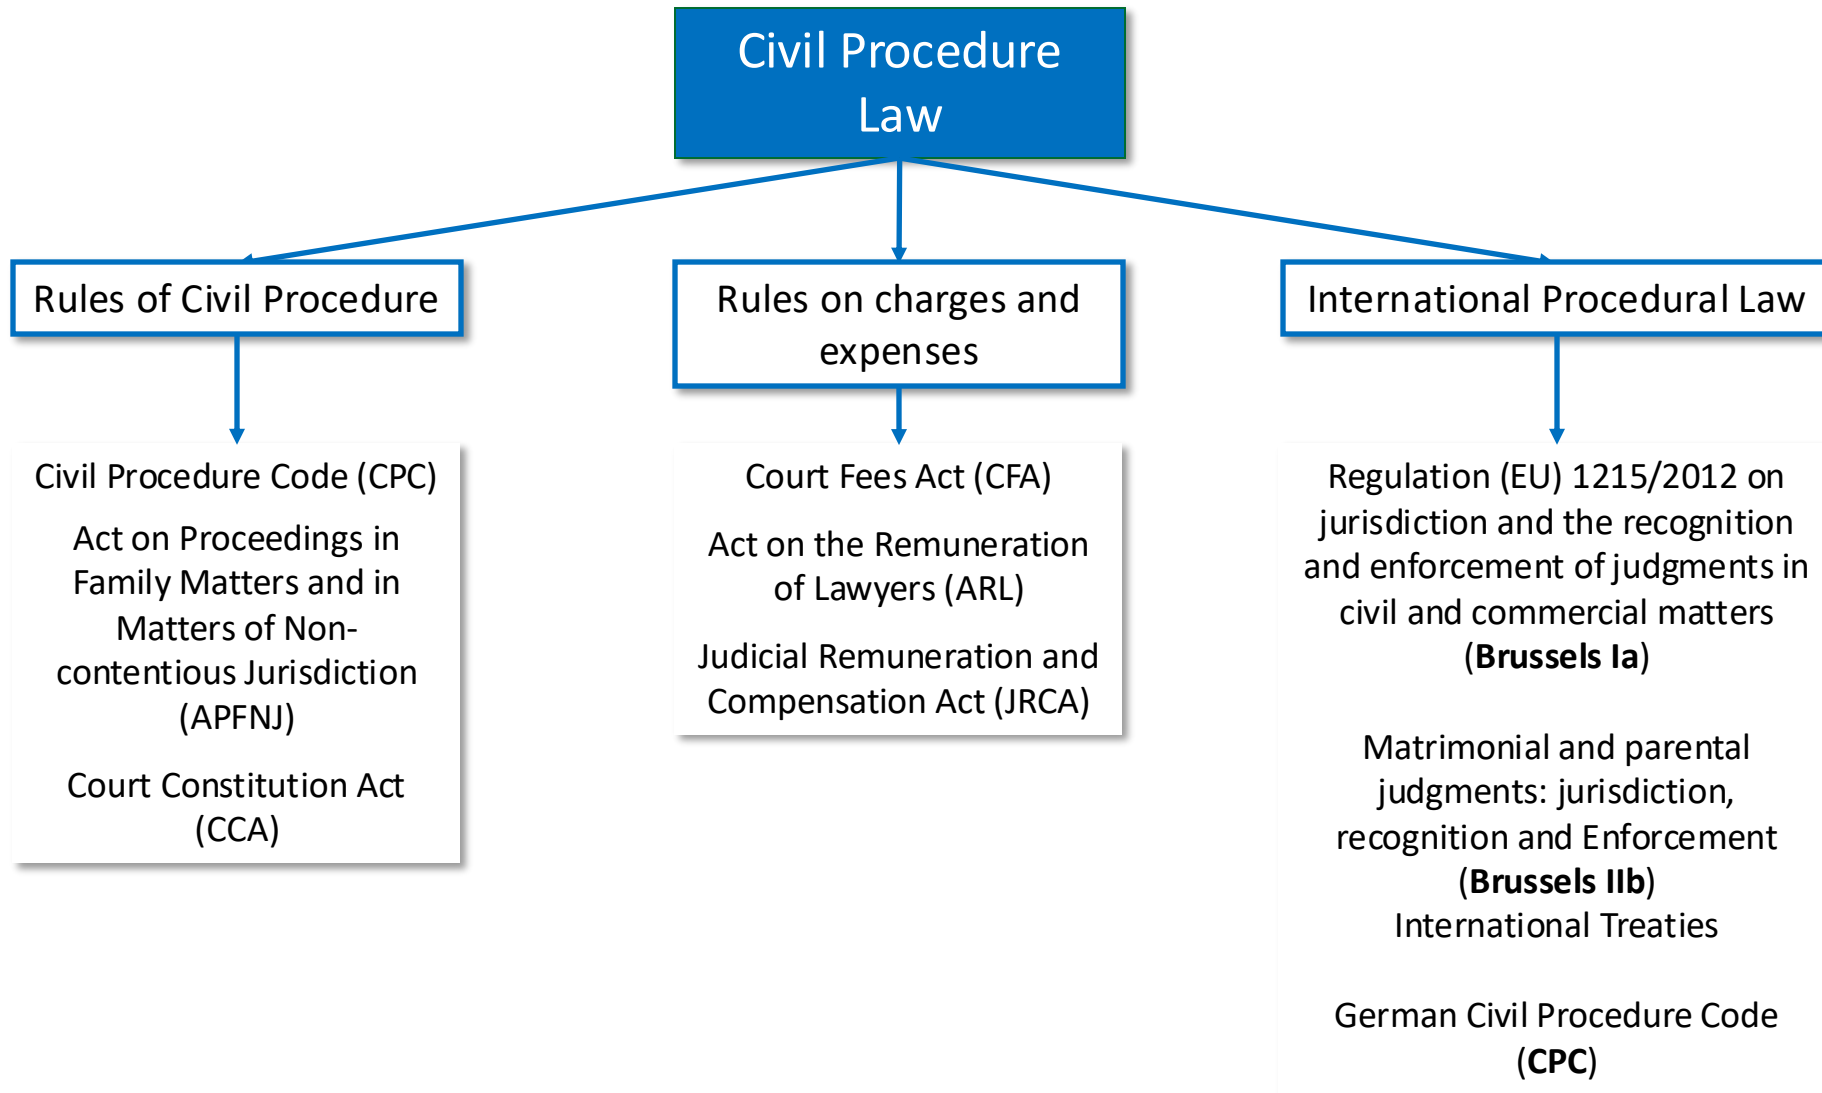 Civil Procedure
Law
Rules of Civil Procedure
Rules on charges and
expenses
International Procedural Law
Civil Procedure Code (CPC)
Act on Proceedings in
Family Matters and in
Matters of Non-
contentious Jurisdiction
(APFNJ)
Court Constitution Act
(CCA)
Court Fees Act (CFA)
Act on the Remuneration
of Lawyers (ARL)
Judicial Remuneration and
Compensation Act (JRCA)
Regulation (EU) 1215/2012 on
jurisdiction and the recognition
and enforcement of judgments in
civil and commercial matters
(Brussels Ia)
Matrimonial and parental
judgments: jurisdiction,
recognition and Enforcement
(Brussels IIb)
International Treaties
German Civil Procedure Code
(CPC)